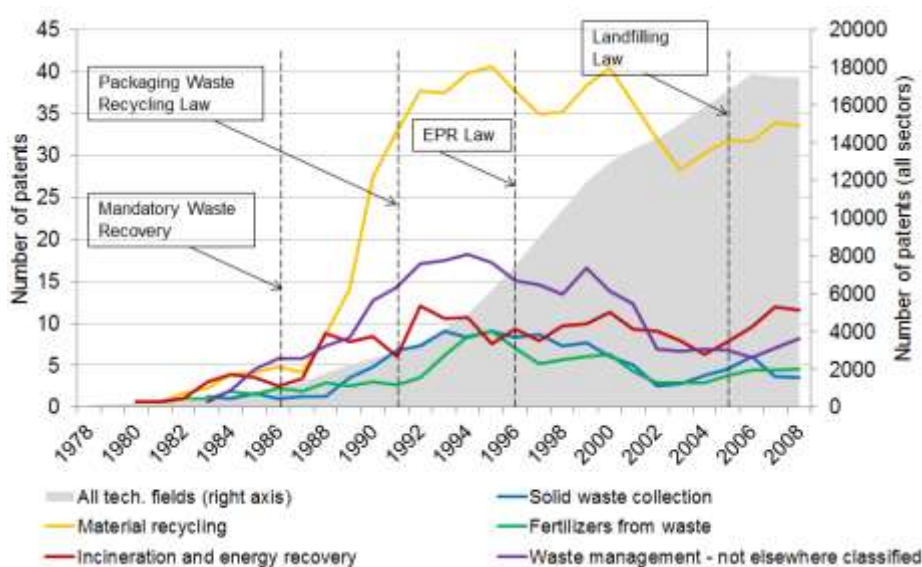 45
40
35
30
25
20
15
10
5
0
Number of patents
20000
18000
16000
14000
12000
10000
8000
6000
4000
2000
0
Number of patents (all sectors)
Landfilling
Law
Packaging Waste
Recycling Law
EPR Law
Mandatory Waste
Recovery
1978
1980
1982
1984
1986
1988
1990
1992
1994
1996
1998
2000
2002
2004
2006
2008
All tech. fields (right axis)
Solid waste collection
Material recycling
Fertilizers from waste
Incineration and energy recovery
Waste management - not elsewhere classified